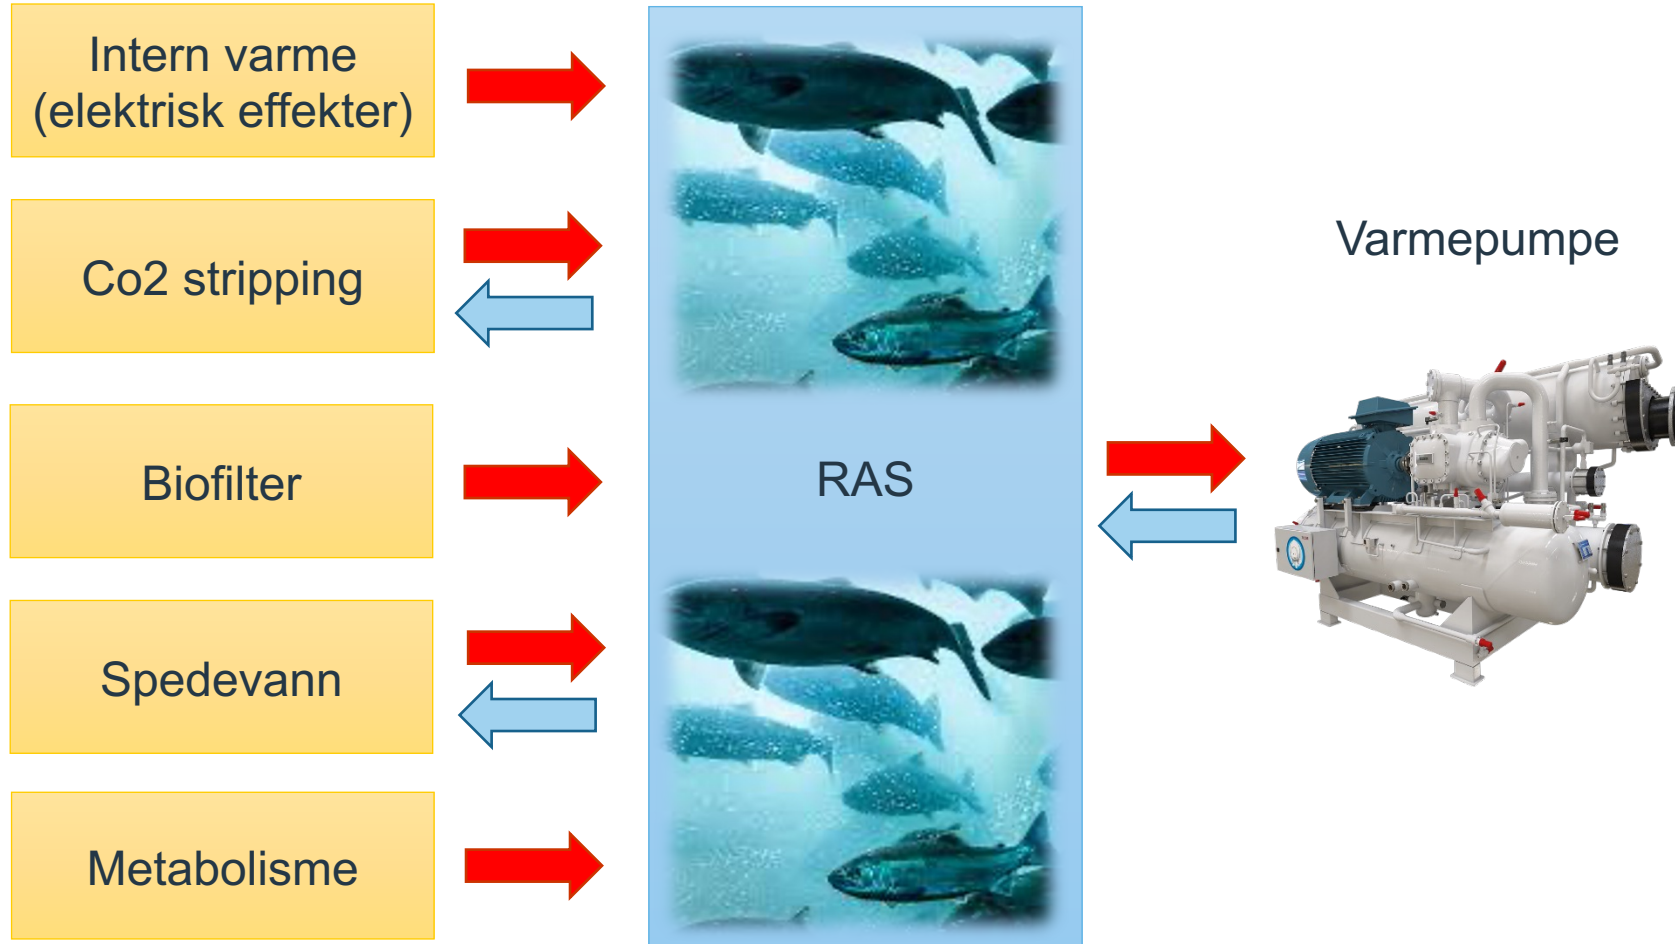 Intern varme
(elektrisk effekter)
Co2 stripping
Biofilter
Spedevann
Metabolisme
RAS
Varmepumpe